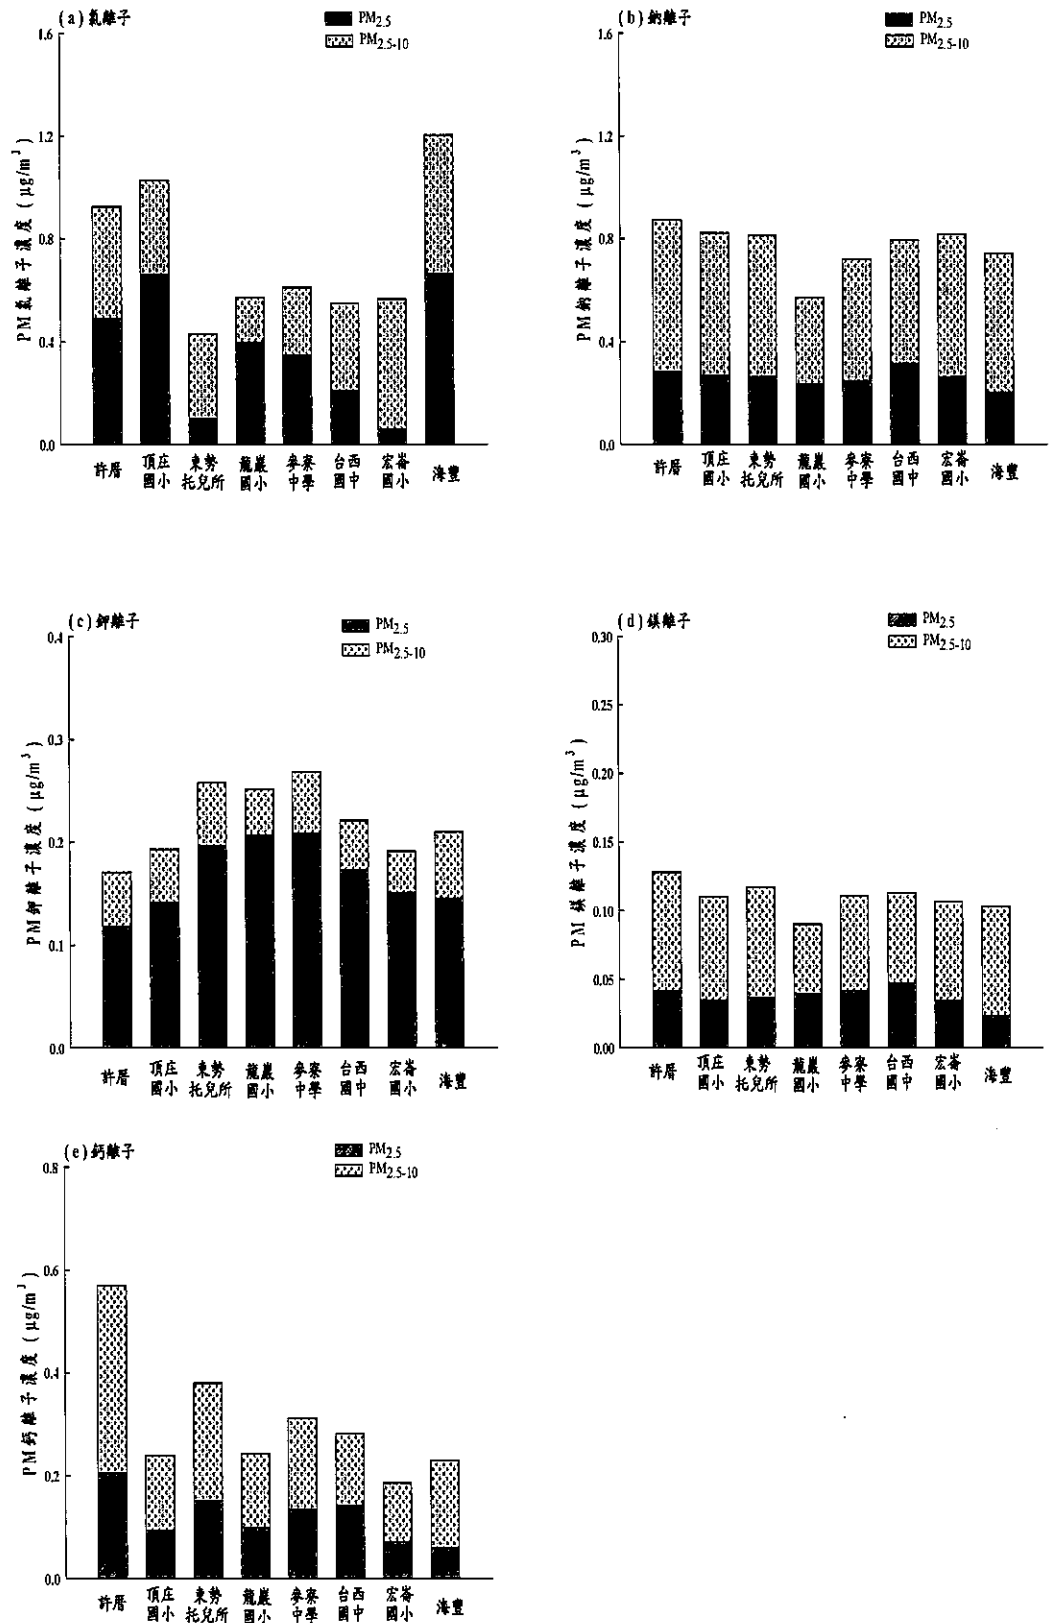 (a)氯離子
PM2.5
PM2.5-10
PM氯離子濃度(μg/m3)
1.6
1.2
0.8
0.4
0.0
許厝
頂庄
國小
東勢
托兒所
龍巖
國小
麥寮
中學
台西
國中
宏崙
國小
海豐
(b)鈉離子
PM2.5
PM2.5-10
PM鈉離子濃度(μg/m3)
1.6
1.2
0.8
0.4
0.0
許厝
頂庄
國小
東勢
托兒所
龍巖
國小
麥寮
中學
台西
國中
宏崙
國小
海豐
(c)鉀離子
PM2.5
PM2.5-10
PM鉀離子濃度(μg/m3)
0.4
0.3
0.2
0.1
0.0
許厝
頂庄
國小
東勢
托兒所
龍巖
國小
麥寮
中學
台西
國中
宏崙
國小
海豐
(d)鎂離子
PM2.5
PM2.5-10
PM鎂離子濃度(μg/m3)
0.30
0.25
0.20
0.15
0.10
0.05
0.00
許厝
頂庄
國小
東勢
托兒所
龍巖
國小
麥寮
中學
台西
國中
宏崙
國小
海豐
(e)鈣離子
PM2.5
PM2.5-10
PM鈣離子濃度(μg/m3)
0.8
0.6
0.4
0.2
0.0
許厝
頂庄
國小
東勢
托兒所
龍巖
國小
麥寮
中學
台西
國中
宏崙
國小
海豐